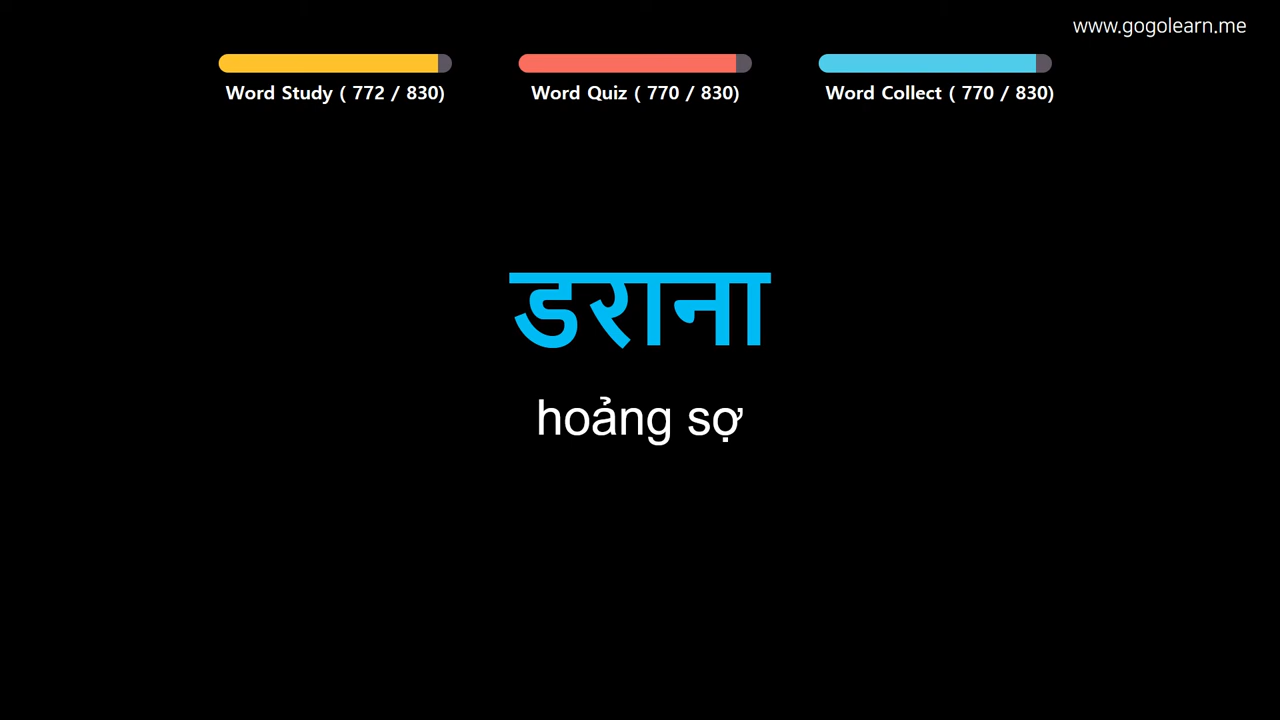 www.gogolearn.me
Word Study ( 772 / 830) Word Quiz ( 770 / 830) Word Collect ( 770 / 830)
डराना
hoảng sợ